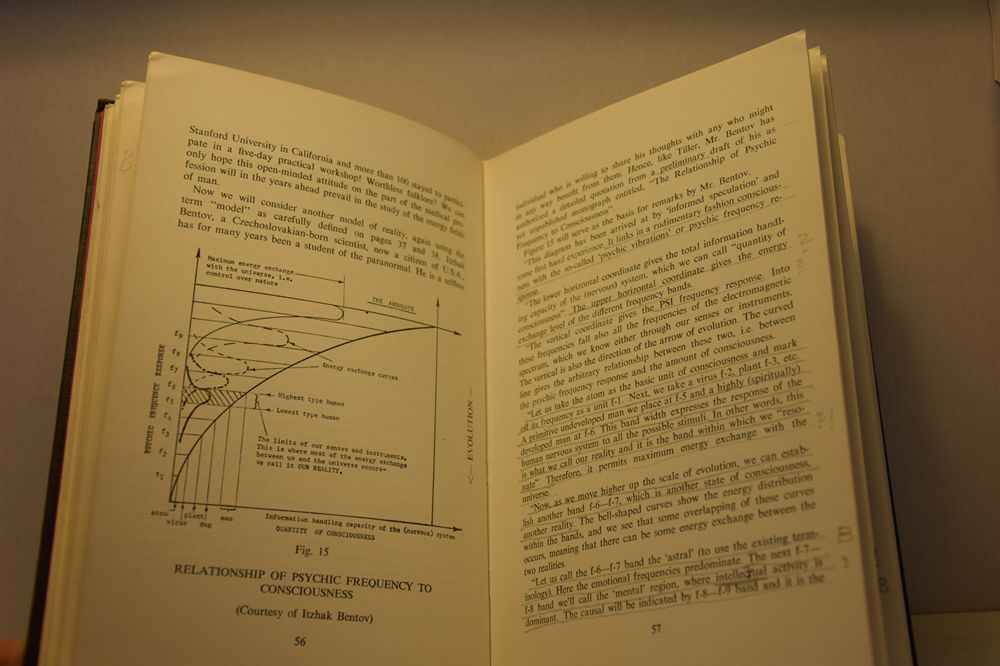 Stanford University in California and more than 100 stayed to partici-
pate in a five-day practical workshop! Worthless folklore? We can
only hope this open-minded attitude on the part of the medical pro-
fession will in the years ahead prevail in the study of the energy fields
of man.
Now we will consider another model of reality, again using the
term "model" as carefully defined on pages 37 and 38. Itzhak
Bentov, a Czechoslovakian-born scientist, now a citizen of U.S.A.,
has for many years been a student of the paranormal. He is a selfless
Maximum energy exchange
with the universe, i.e.
control over nature
THE ABSOLUTE
f9
f8
f7
f6
f5
f4
f3
f2
f1
PSYCHIC FREQUENCY RESPONSE
Energy exchange curves
Highest type human
Lowest type human
The limits of our senses and instruments.
This is where most of the energy exchange
between us and the universe occurs-
we call it OUR REALITY.
EVOLUTION
atom
virus
plant
dog
man
Information handling capacity of the (nervous) system
QUANTITY OF CONSCIOUSNESS
Fig. 15
RELATIONSHIP OF PSYCHIC FREQUENCY TO
CONSCIOUSNESS
(Courtesy of Itzhak Bentov)
56
individual who is willing to share his thoughts with any who might
in any way benefit from them. Hence, like Tiller, Mr. Bentov has
authorized a detailed quotation from a preliminary draft of his as
yet unpublished monograph entitled, "The Relationship of Psychic
Frequency to Consciousness".
Figure 15 will serve as the basis for remarks by Mr. Bentov.
"This diagram has been arrived at by 'informed speculation' and
some first hand experience. It links in a rudimentary fashion conscious-
ness with the so-called 'psychic vibrations' or psychic frequency re-
sponse.
"The lower horizontal coordinate gives the total information handl-
ing capacity of the (nervous) system, which we can call "quantity of
consciousness". The upper horizontal coordinate gives the energy
exchange level of the different frequency bands.
"The vertical coordinate gives the PSI frequency response. Into
these frequencies fall also all the frequencies of the electromagnetic
spectrum, which we know either through our senses or instruments.
The vertical is also the direction of the arrow of evolution. The curved
line gives the arbitrary relationship between these two, i.e. between
the psychic frequency response and the amount of consciousness.
"Let us take the atom as the basic unit of consciousness and mark
off its frequency as a unit f-1. Next, we take a virus f-2, plant f-3, etc.
A primitive undeveloped man we place at f-5 and a highly (spiritually)
developed man at f-6. This band width expresses the response of the
human nervous system to all the possible stimuli. In other words, this
is what we call our reality and it is the band within which we "reso-
nate". Therefore, it permits maximum energy exchange with the
universe.
"Now, as we move higher up the scale of evolution, we can estab-
lish another band f-6—f-7, which is another state of consciousness,
another reality. The bell-shaped curves show the energy distribution
within the bands, and we see that some overlapping of these curves
occurs, meaning that there can be some energy exchange between the
two realities.
"Let us call the f-6—f-7 band the 'astral' (to use the existing term-
inology). Here the emotional frequencies predominate. The next f-7—
f-8 band we'll call the 'mental' region, where intellectual activity is
dominant. The causal will be indicated by f-8—f-9 band and it is the
57